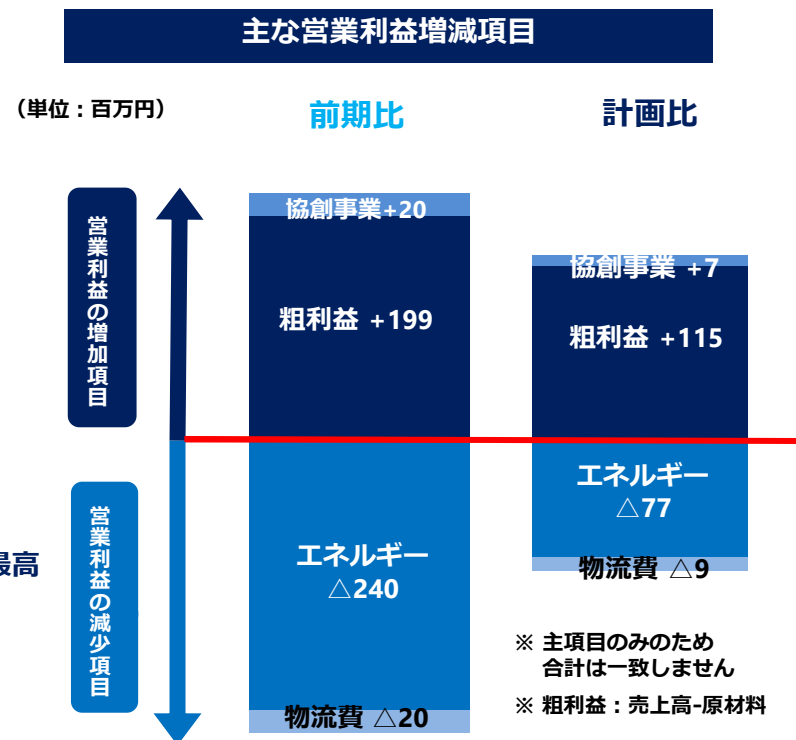 主な営業利益増減項目
（単位：百万円）
前期比
計画比
営業利益の増加項目
協創事業+20
粗利益 +199
協創事業 +7
粗利益 +115
営業利益の減少項目
エネルギー
△240
物流費 △20
エネルギー
△77
物流費 △9
最高
※ 主項目のみのため
合計は一致しません
※ 粗利益：売上高-原材料